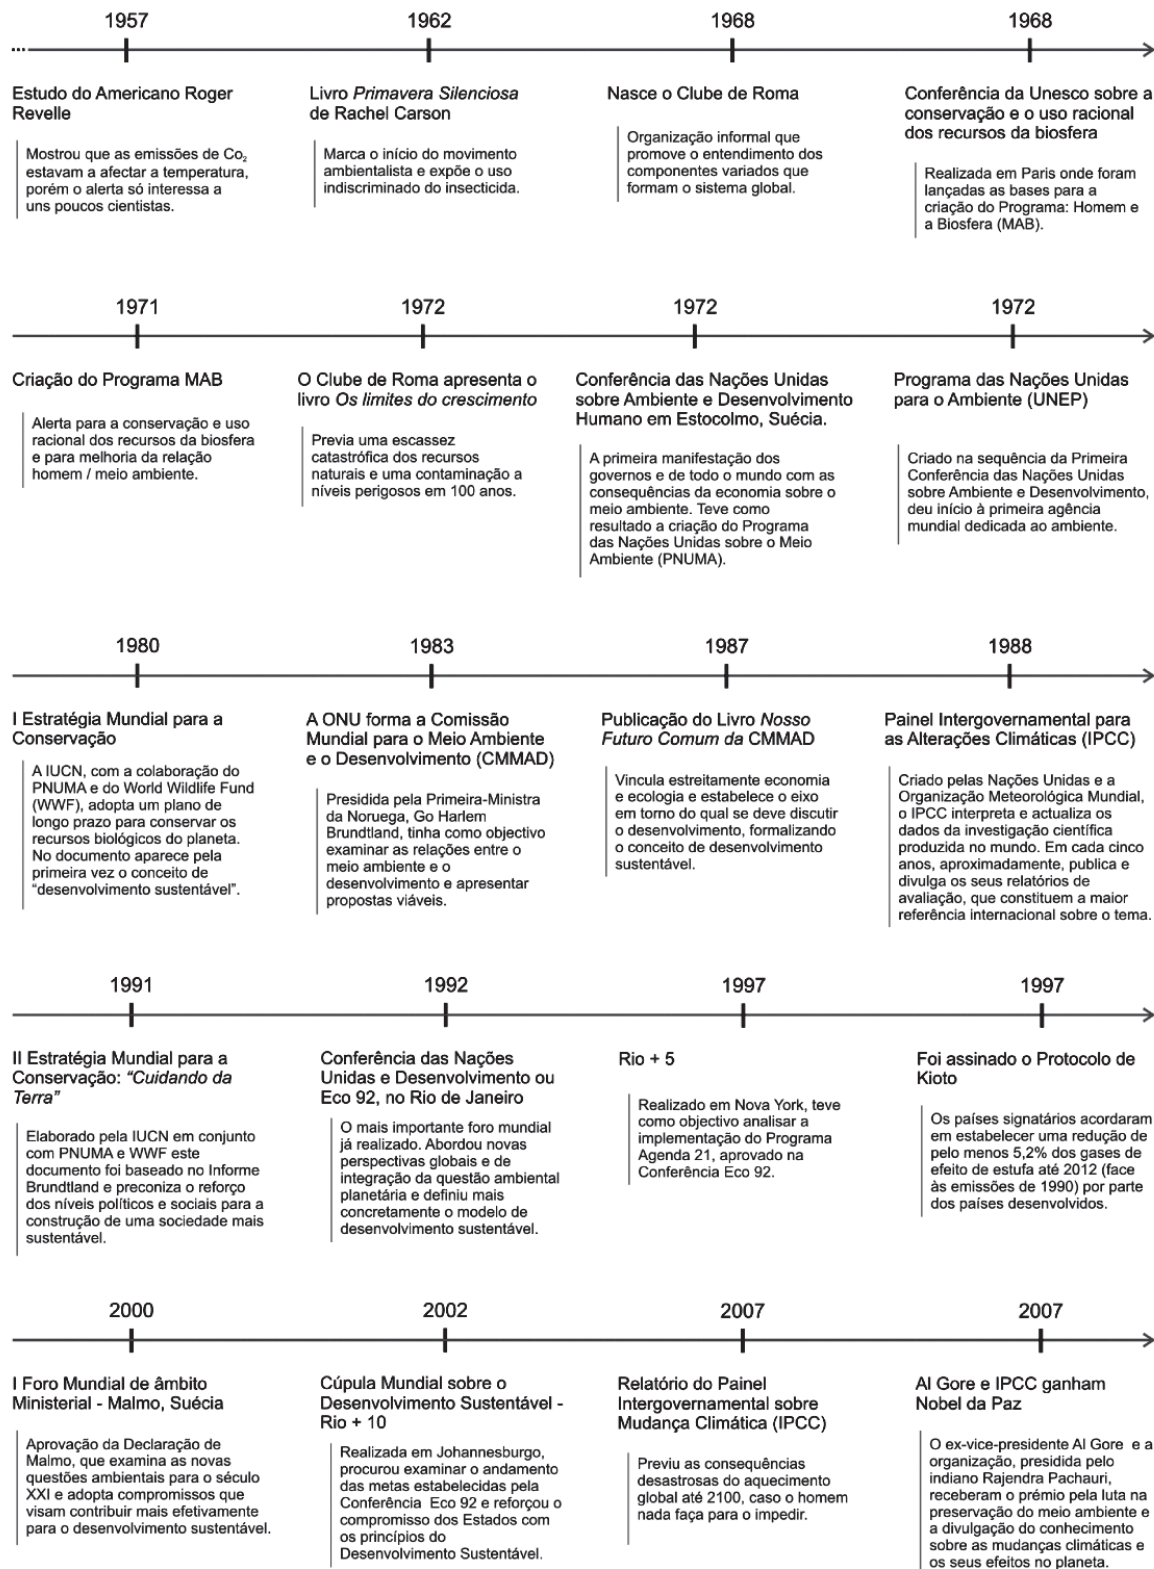 1957
1962
1968
1968
Estudo do Americano Roger
Revelle
Mostrou que as emissões de Co₂
estavam a afectar a temperatura,
porém o alerta só interessa a
uns poucos cientistas.
Livro Primavera Silenciosa
de Rachel Carson
Marca o início do movimento
ambientalista e expõe o uso
indiscriminado do insecticida.
Nasce o Clube de Roma
Organização informal que
promove o entendimento dos
componentes variados que
formam o sistema global.
Conferência da Unesco sobre a
conservação e o uso racional
dos recursos da biosfera
Realizada em Paris onde foram
lançadas as bases para a
criação do Programa: Homem e
a Biosfera (MAB).
1971
1972
1972
1972
Criação do Programa MAB
Alerta para a conservação e uso
racional dos recursos da biosfera
e para melhoria da relação
homem / meio ambiente.
O Clube de Roma apresenta o
livro Os limites do crescimento
Previa uma escassez
catastrófica dos recursos
naturais e uma contaminação a
níveis perigosos em 100 anos.
Conferência das Nações Unidas
sobre Ambiente e Desenvolvimento
Humano em Estocolmo, Suécia.
A primeira manifestação dos
governos e de todo o mundo com as
consequências da economia sobre o
meio ambiente. Teve como
resultado a criação do Programa
das Nações Unidas sobre o Meio
Ambiente (PNUMA).
Programa das Nações Unidas
para o Ambiente (UNEP)
Criado na sequência da Primeira
Conferência das Nações Unidas
sobre Ambiente e Desenvolvimento,
deu início à primeira agência
mundial dedicada ao ambiente.
1980
1983
1987
1988
I Estratégia Mundial para a
Conservação
A IUCN, com a colaboração do
PNUMA e do World Wildlife Fund
(WWF), adopta um plano de
longo prazo para conservar os
recursos biológicos do planeta.
No documento aparece pela
primeira vez o conceito de
“desenvolvimento sustentável”.
A ONU forma a Comissão
Mundial para o Meio Ambiente
e o Desenvolvimento (CMMAD)
Presidida pela Primeira-Ministra
da Noruega, Go Harlem
Brundtland, tinha como objectivo
examinar as relações entre o
meio ambiente e o
desenvolvimento e apresentar
propostas viáveis.
Publicação do Livro Nosso
Futuro Comum da CMMAD
Vincula estreitamente economia
e ecologia e estabelece o eixo
em torno do qual se deve discutir
o desenvolvimento, formalizando
o conceito de desenvolvimento
sustentável.
Painel Intergovernamental para
as Alterações Climáticas (IPCC)
Criado pelas Nações Unidas e a
Organização Meteorológica Mundial,
o IPCC interpreta e actualiza os
dados da investigação científica
produzida no mundo. Em cada cinco
anos, aproximadamente, publica e
divulga os seus relatórios de
avaliação, que constituem a maior
referência internacional sobre o tema.
1991
1992
1997
1997
II Estratégia Mundial para a
Conservação: “Cuidando da
Terra”
Elaborado pela IUCN em conjunto
com PNUMA e WWF este
documento foi baseado no Informe
Brundtland e preconiza o reforço
dos níveis políticos e sociais para a
construção de uma sociedade mais
sustentável.
Conferência das Nações
Unidas e Desenvolvimento ou
Eco 92, no Rio de Janeiro
O mais importante foro mundial
já realizado. Abordou novas
perspectivas globais e de
integração da questão ambiental
planetária e definiu mais
concretamente o modelo de
desenvolvimento sustentável.
Rio + 5
Realizado em Nova York, teve
como objectivo analisar a
implementação do Programa
Agenda 21, aprovado na
Conferência Eco 92.
Foi assinado o Protocolo de
Kioto
Os países signatários acordaram
em estabelecer uma redução de
pelo menos 5,2% dos gases de
efeito de estufa até 2012 (face
às emissões de 1990) por parte
dos países desenvolvidos.
2000
2002
2007
2007
I Foro Mundial de âmbito
Ministerial - Malmo, Suécia
Aprovação da Declaração de
Malmo, que examina as novas
questões ambientais para o século
XXI e adopta compromissos que
visam contribuir mais efetivamente
para o desenvolvimento sustentável.
Cúpula Mundial sobre o
Desenvolvimento Sustentável -
Rio + 10
Realizada em Johannesburgo,
procurou examinar o andamento
das metas estabelecidas pela
Conferência Eco 92 e reforçou o
compromisso dos Estados com
os princípios do
Desenvolvimento Sustentável.
Relatório do Painel
Intergovernamental sobre
Mudança Climática (IPCC)
Previu as consequências
desastrosas do aquecimento
global até 2100, caso o homem
nada faça para o impedir.
Al Gore e IPCC ganham
Nobel da Paz
O ex-vice-presidente Al Gore e a
organização, presidida pelo
indiano Rajendra Pachauri,
receberam o prémio pela luta na
preservação do meio ambiente e
a divulgação do conhecimento
sobre as mudanças climáticas e
os seus efeitos no planeta.